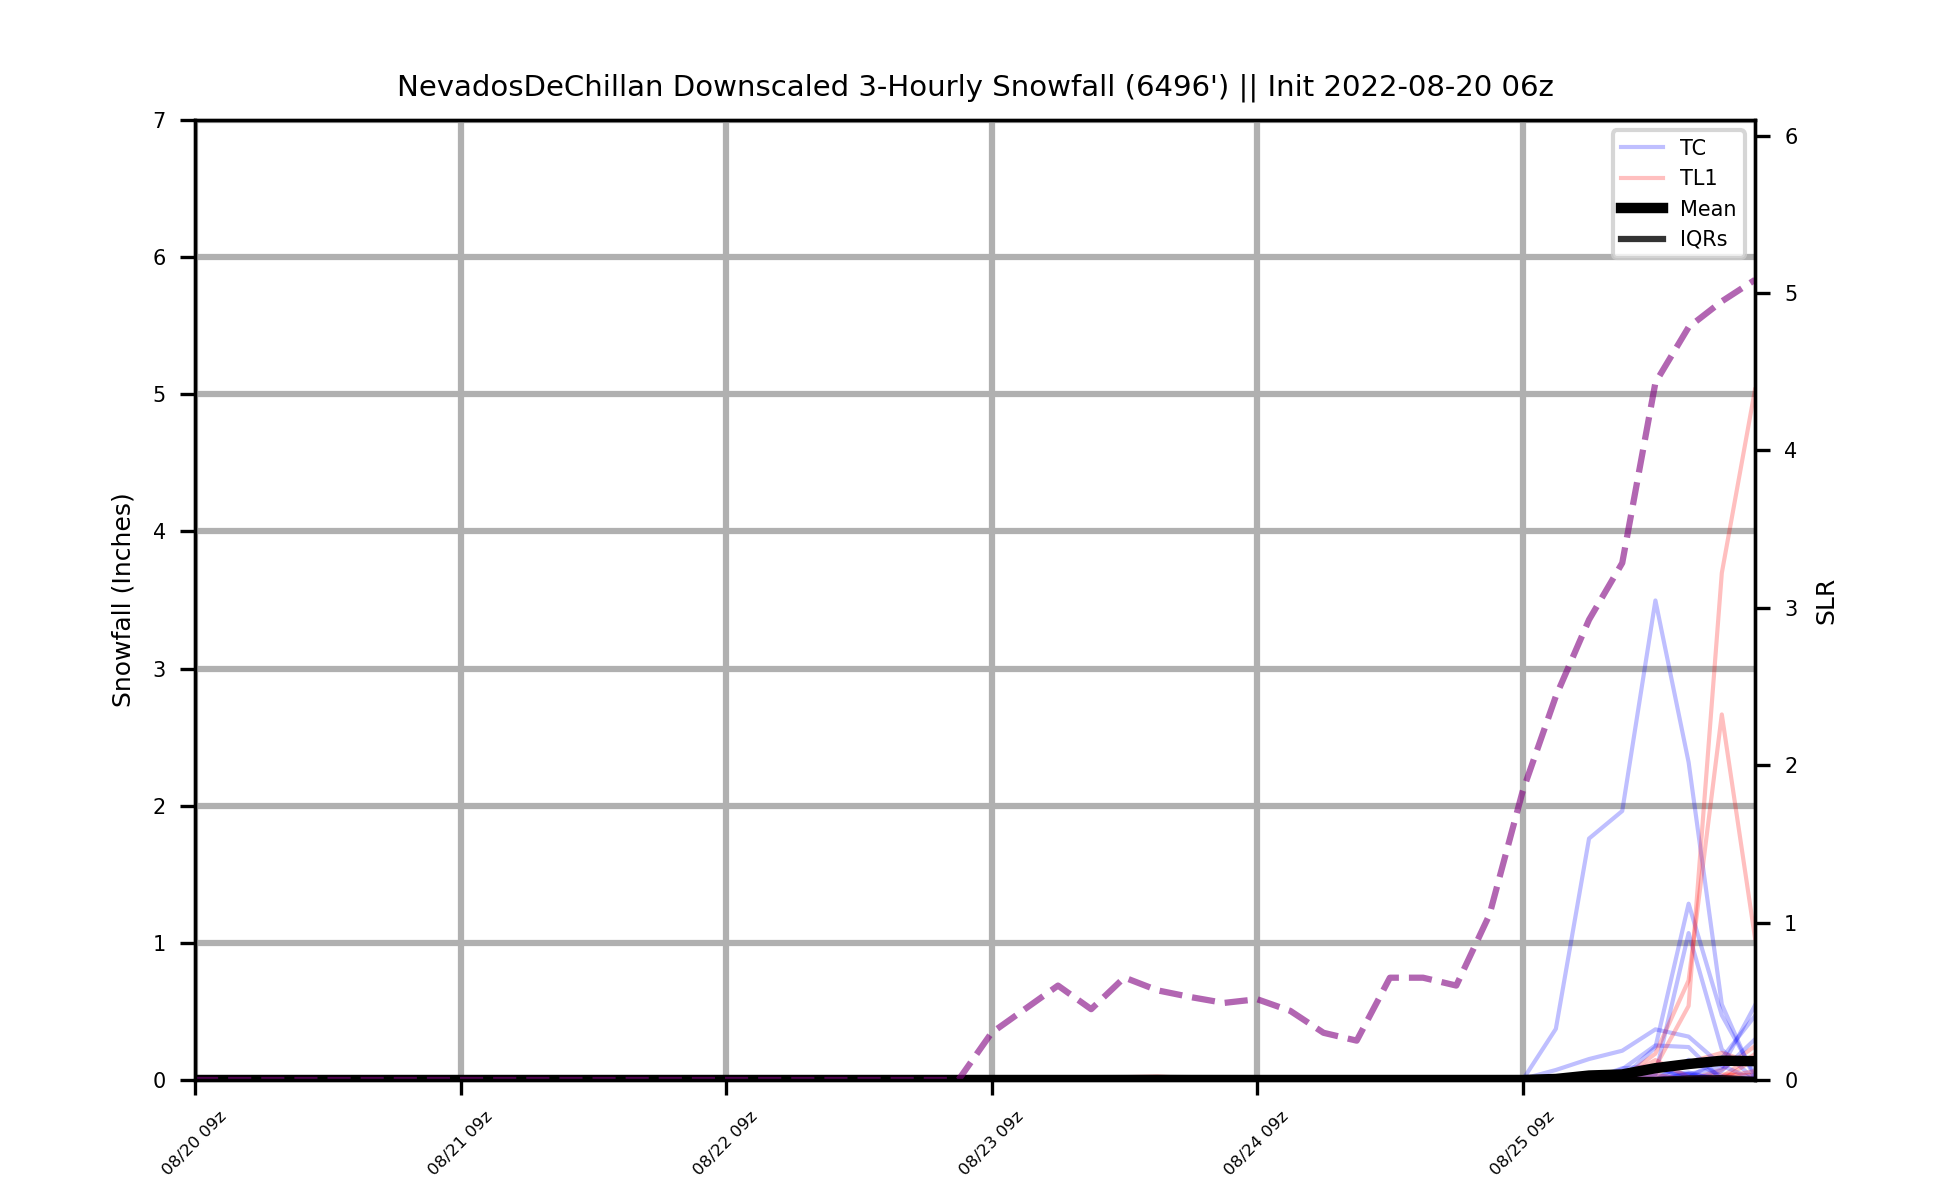 NevadosDeChillan Downscaled 3-Hourly Snowfall (6496') || Init 2022-08-20 06z
7
6
5
4
3
2
1
0
Snowfall (Inches)
TC
TL1
Mean
IQRs
6
5
4
3
2
1
0
SLR
08/20 09z
08/21 09z
08/22 09z
08/23 09z
08/24 09z
08/25 09z